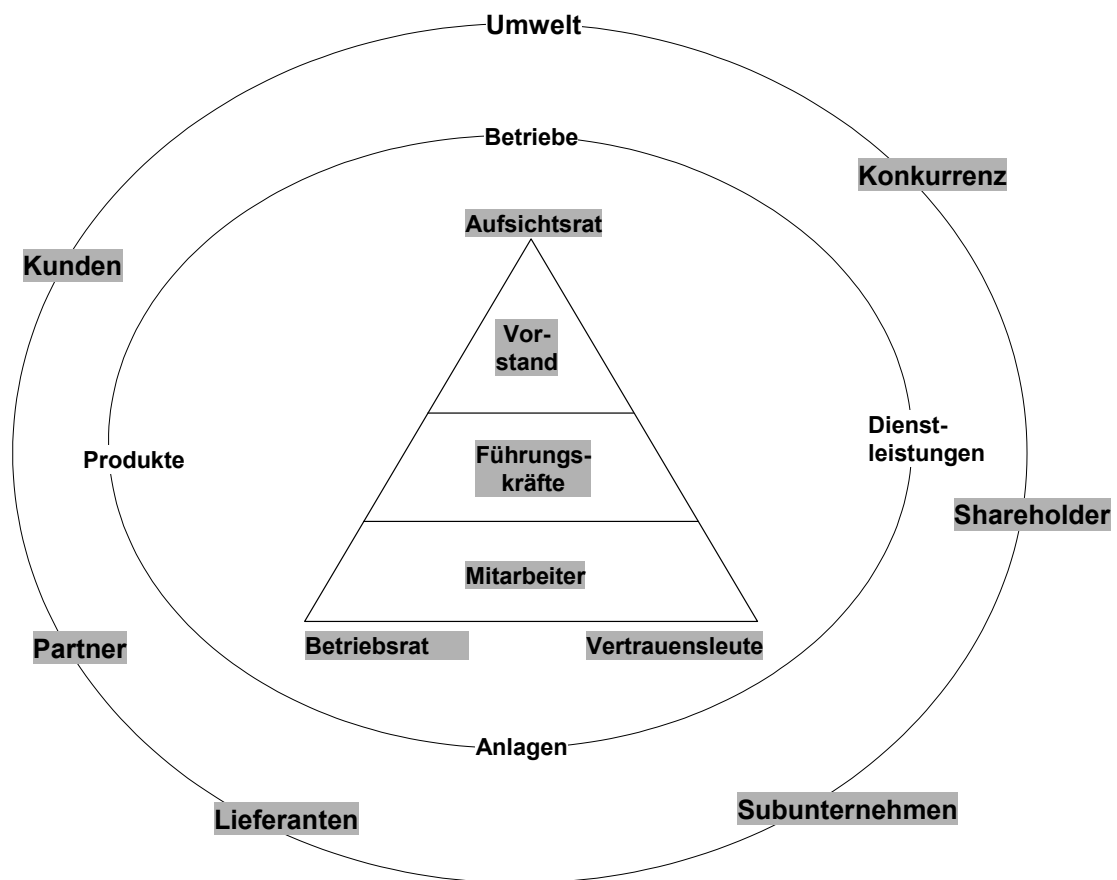 Umwelt
Betriebe
Konkurrenz
Aufsichtsrat
Kunden
Vor-
stand
Dienst-
leistungen
Produkte
Führungs-
kräfte
Shareholder
Mitarbeiter
Partner
Betriebsrat
Vertrauensleute
Anlagen
Subunternehmen
Lieferanten